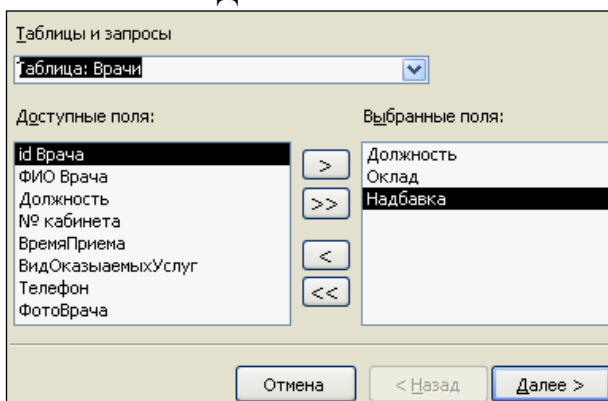 Таблицы и запросы
Таблица: Врачи
Доступные поля:
Выбранные поля:
id Врача
ФИО Врача
Должность
№ кабинета
ВремяПриема
ВидОказыаемыхУслуг
Телефон
ФотоВрача
>
>>
<
<<
Должность
Оклад
Надбавка
Отмена
< Назад
Далее >